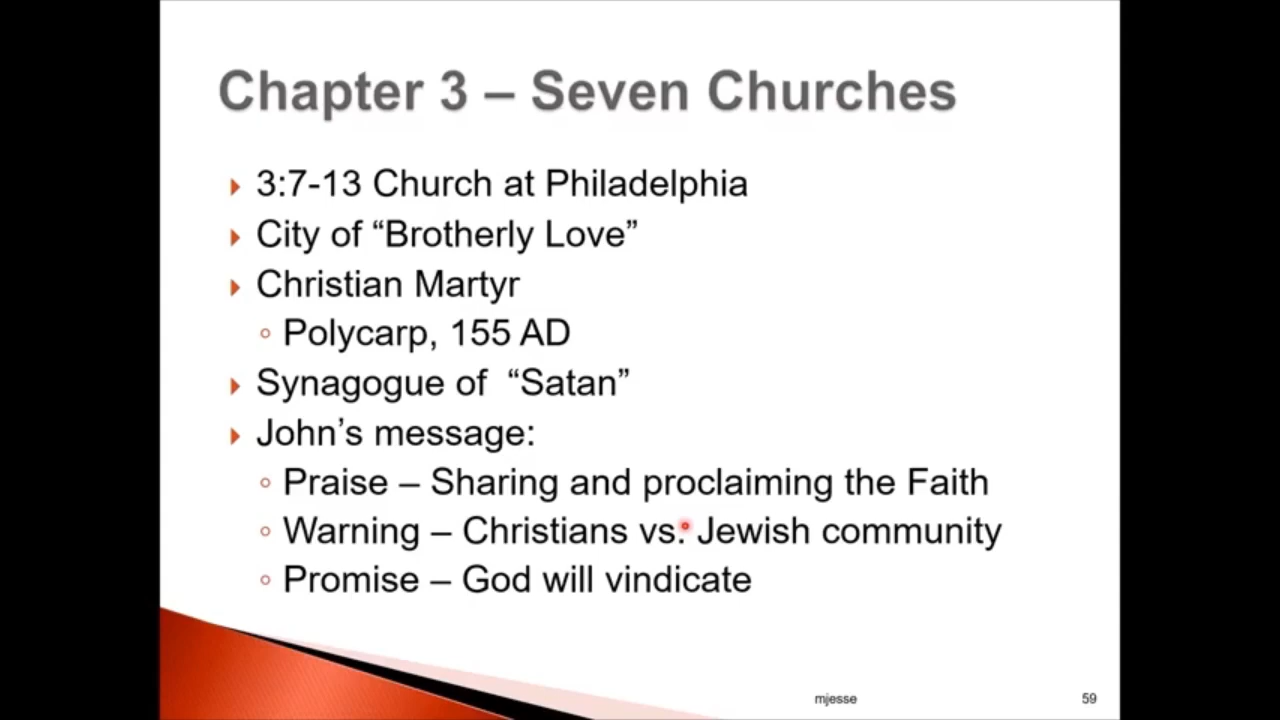 Chapter 3 – Seven Churches
3:7-13 Church at Philadelphia
City of “Brotherly Love”
Christian Martyr
Polycarp, 155 AD
Synagogue of “Satan”
John’s message:
Praise – Sharing and proclaiming the Faith
Warning – Christians vs. Jewish community
Promise – God will vindicate
mjesse
59